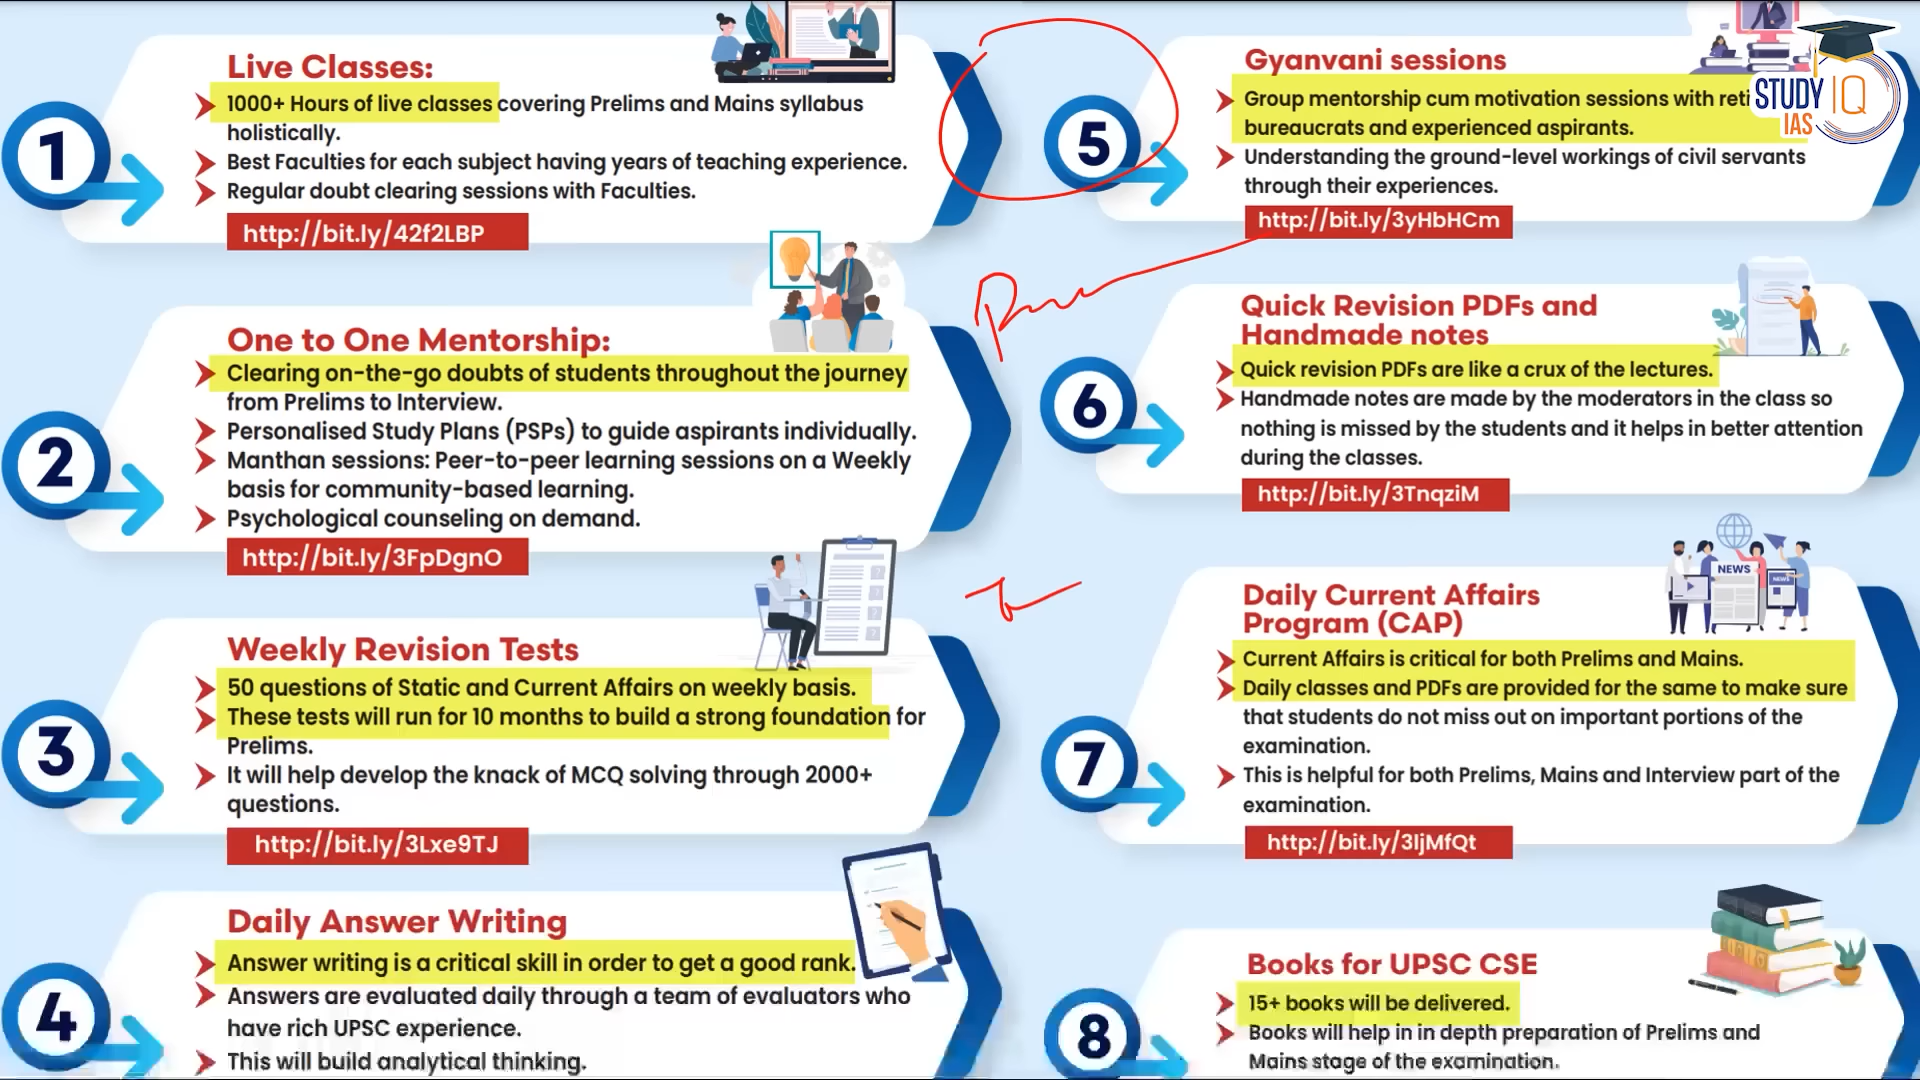 Live Classes:
1000+ Hours of live classes covering Prelims and Mains syllabus
holistically.
Best Faculties for each subject having years of teaching experience.
Regular doubt clearing sessions with Faculties.
http://bit.ly/42f2LBP
1
One to One Mentorship:
Clearing on-the-go doubts of students throughout the journey
from Prelims to Interview.
Personalised Study Plans (PSPs) to guide aspirants individually.
Manthan sessions: Peer-to-peer learning sessions on a Weekly
basis for community-based learning.
Psychological counseling on demand.
http://bit.ly/3FpDgnO
2
Weekly Revision Tests
50 questions of Static and Current Affairs on weekly basis.
These tests will run for 10 months to build a strong foundation for
Prelims.
It will help develop the knack of MCQ solving through 2000+
questions.
http://bit.ly/3Lxe9TJ
3
Daily Answer Writing
Answer writing is a critical skill in order to get a good rank.
Answers are evaluated daily through a team of evaluators who
have rich UPSC experience.
This will build analytical thinking.
4
Gyanvani sessions
Group mentorship cum motivation sessions with reti
bureaucrats and experienced aspirants.
Understanding the ground-level workings of civil servants
through their experiences.
http://bit.ly/3yHbHCm
5
STUDY IQ
IAS
Quick Revision PDFs and
Handmade notes
Quick revision PDFs are like a crux of the lectures.
Handmade notes are made by the moderators in the class so
nothing is missed by the students and it helps in better attention
during the classes.
http://bit.ly/3TnqziM
6
NEWS
NEWS
Daily Current Affairs
Program (CAP)
Current Affairs is critical for both Prelims and Mains.
Daily classes and PDFs are provided for the same to make sure
that students do not miss out on important portions of the
examination.
This is helpful for both Prelims, Mains and Interview part of the
examination.
http://bit.ly/3ljMfQt
7
Books for UPSC CSE
15+ books will be delivered.
Books will help in in depth preparation of Prelims and
Mains stage of the examination.
8